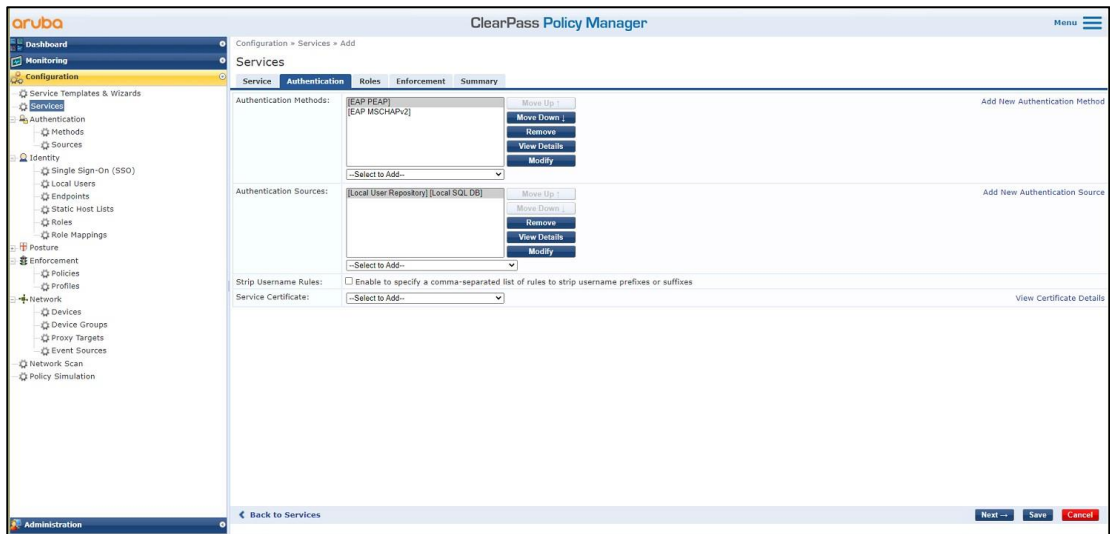 aruba
ClearPass Policy Manager
Menu
Dashboard
Monitoring
Configuration
Service Templates & Wizards
Services
Authentication
Methods
Sources
Identity
Single Sign-On (SSO)
Local Users
Endpoints
Static Host Lists
Roles
Role Mappings
Posture
Enforcement
Policies
Profiles
Network
Devices
Device Groups
Proxy Targets
Event Sources
Network Scan
Policy Simulation
Administration
Configuration » Services » Add
Services
Service Authentication Roles Enforcement Summary
Authentication Methods:
[EAP PEAP]
[EAP MSCHAPv2]
Move Up ↑
Move Down ↓
Remove
View Details
Modify
--Select to Add--
Add New Authentication Method
Authentication Sources:
[Local User Repository] [Local SQL DB]
Move Up ↑
Move Down ↓
Remove
View Details
Modify
--Select to Add--
Add New Authentication Source
Strip Username Rules: Enable to specify a comma-separated list of rules to strip username prefixes or suffixes
Service Certificate: --Select to Add-- View Certificate Details
Back to Services
Next → Save Cancel